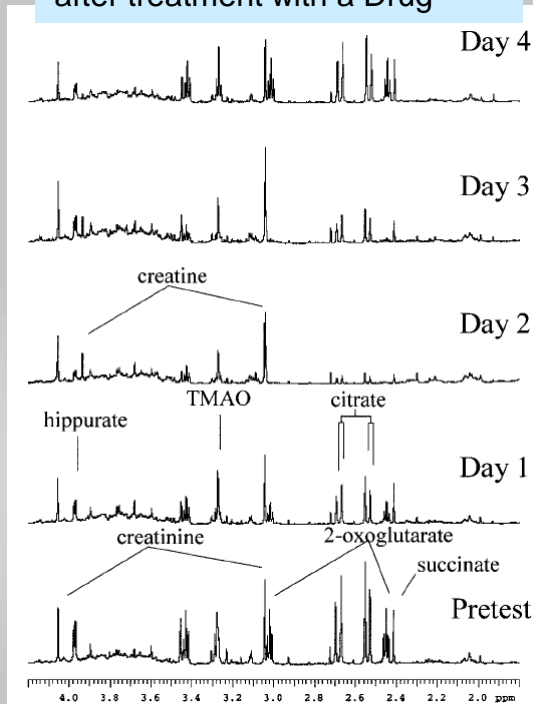 after treatment with a Drug
Day 4
Day 3
creatine
Day 2
TMAO
citrate
hippurate
Day 1
creatinine
2-oxoglutarate
succinate
Pretest
4.0 3.8 3.6 3.4 3.2 3.0 2.8 2.6 2.4 2.2 2.0 ppm